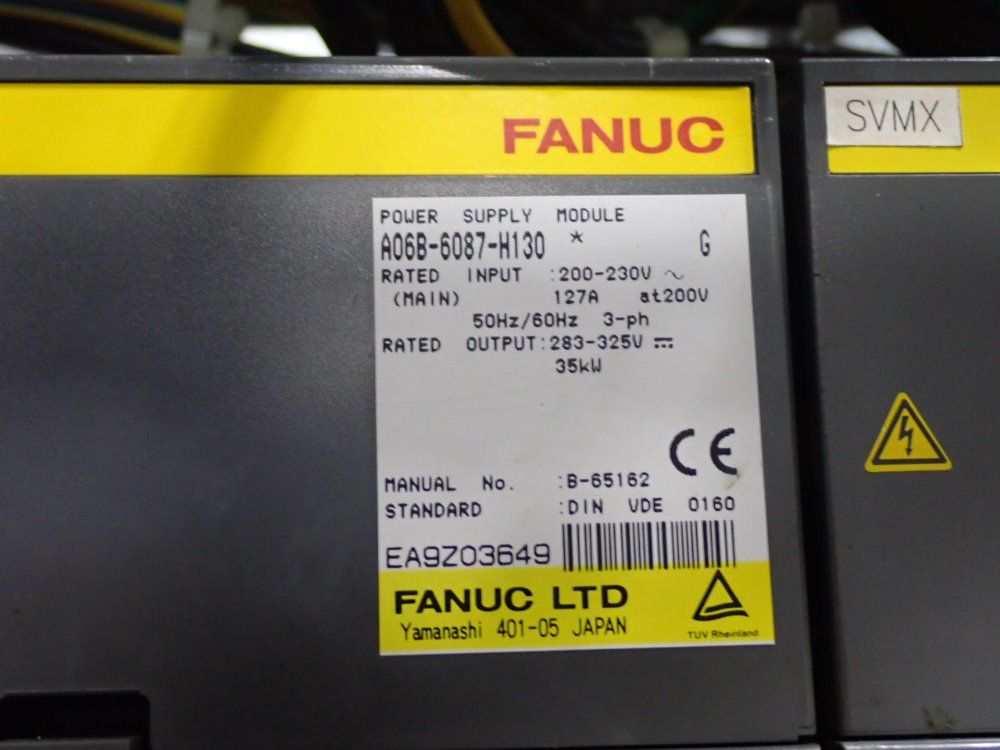 FANUC
SVMX
POWER SUPPLY MODULE
A06B-6087-H130 * G
RATED INPUT :200-230V ~
(MAIN) 127A at200V
50Hz/60Hz 3-ph
RATED OUTPUT:283-325V ⎓
35kW
CE
MANUAL No. :B-65162
STANDARD :DIN VDE 0160
EA9Z03649
FANUC LTD
Yamanashi 401-05 JAPAN
TUV Rheinland